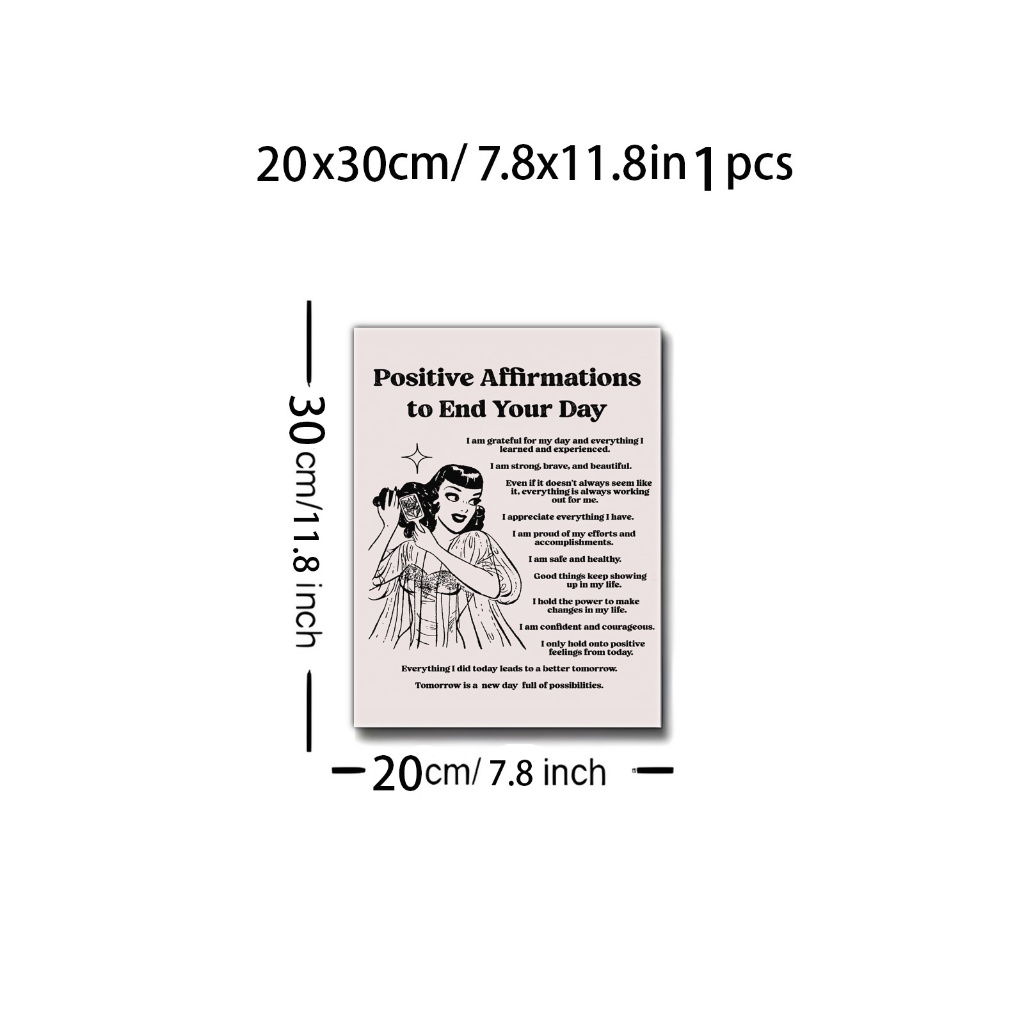 20x30cm/ 7.8x11.8in 1 pcs
30 cm/11.8 inch
Positive Affirmations
to End Your Day
I am grateful for my day and everything I
learned and experienced.
I am strong, brave, and beautiful.
Even if it doesn't always seem like
it, everything is always working
out for me.
I appreciate everything I have.
I am proud of my efforts and
accomplishments.
I am safe and healthy.
Good things keep showing
up in my life.
I hold the power to make
changes in my life.
I am confident and courageous.
I only hold onto positive
feelings from today.
Everything I did today leads to a better tomorrow.
Tomorrow is a new day full of possibilities.
20cm/ 7.8 inch